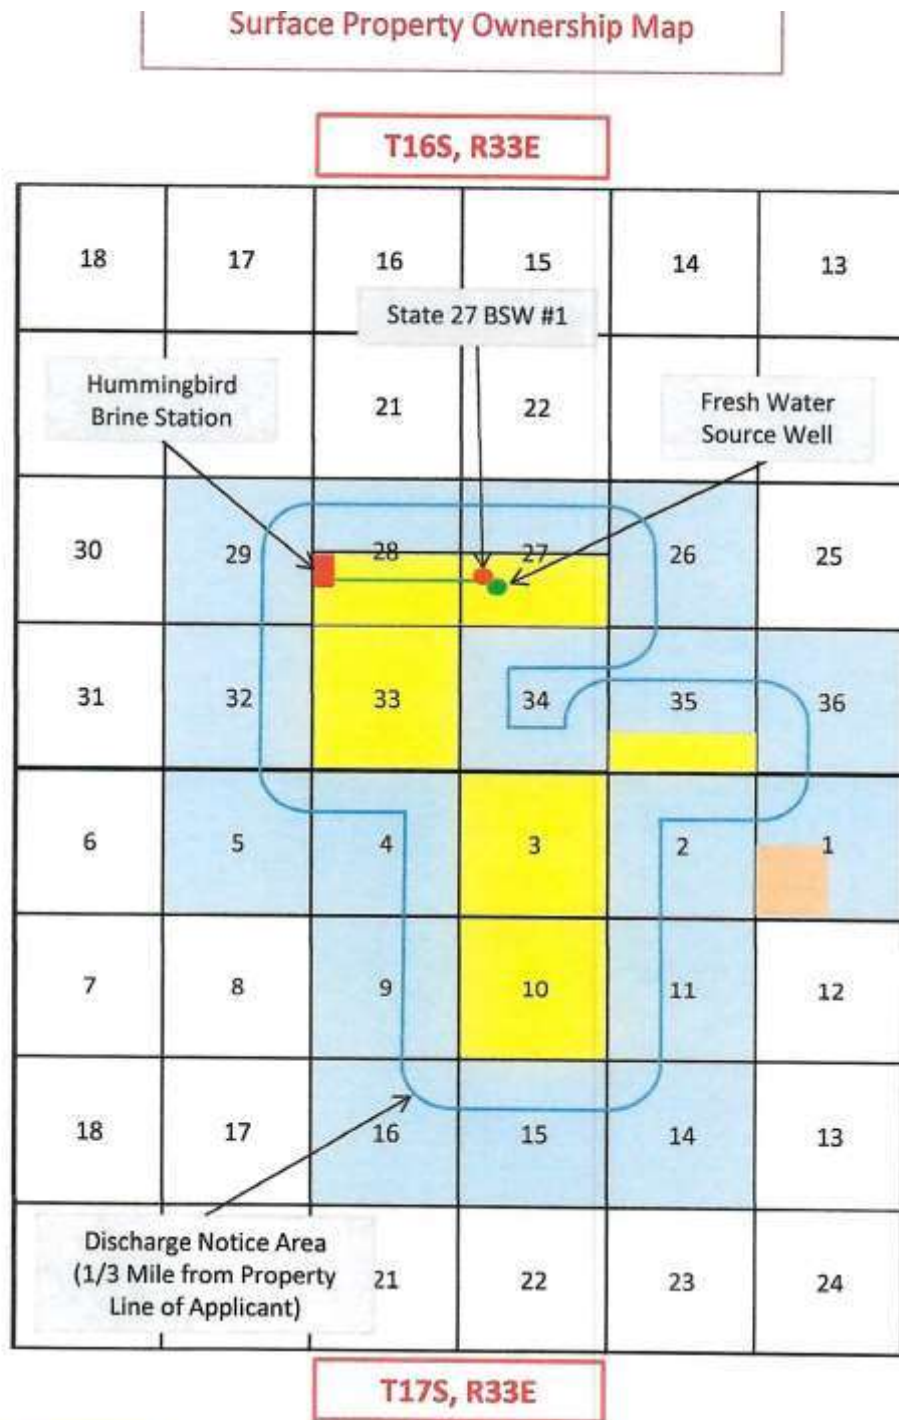 Surface Property Ownership Map
T16S, R33E
18 17 16 15 14 13
State 27 BSW #1
Hummingbird
Brine Station
21 22
Fresh Water
Source Well
30 29 28 27 26 25
31 32 33 34 35 36
6 5 4 3 2 1
7 8 9 10 11 12
18 17 16 15 14 13
Discharge Notice Area
(1/3 Mile from Property
Line of Applicant)
21 22 23 24
T17S, R33E